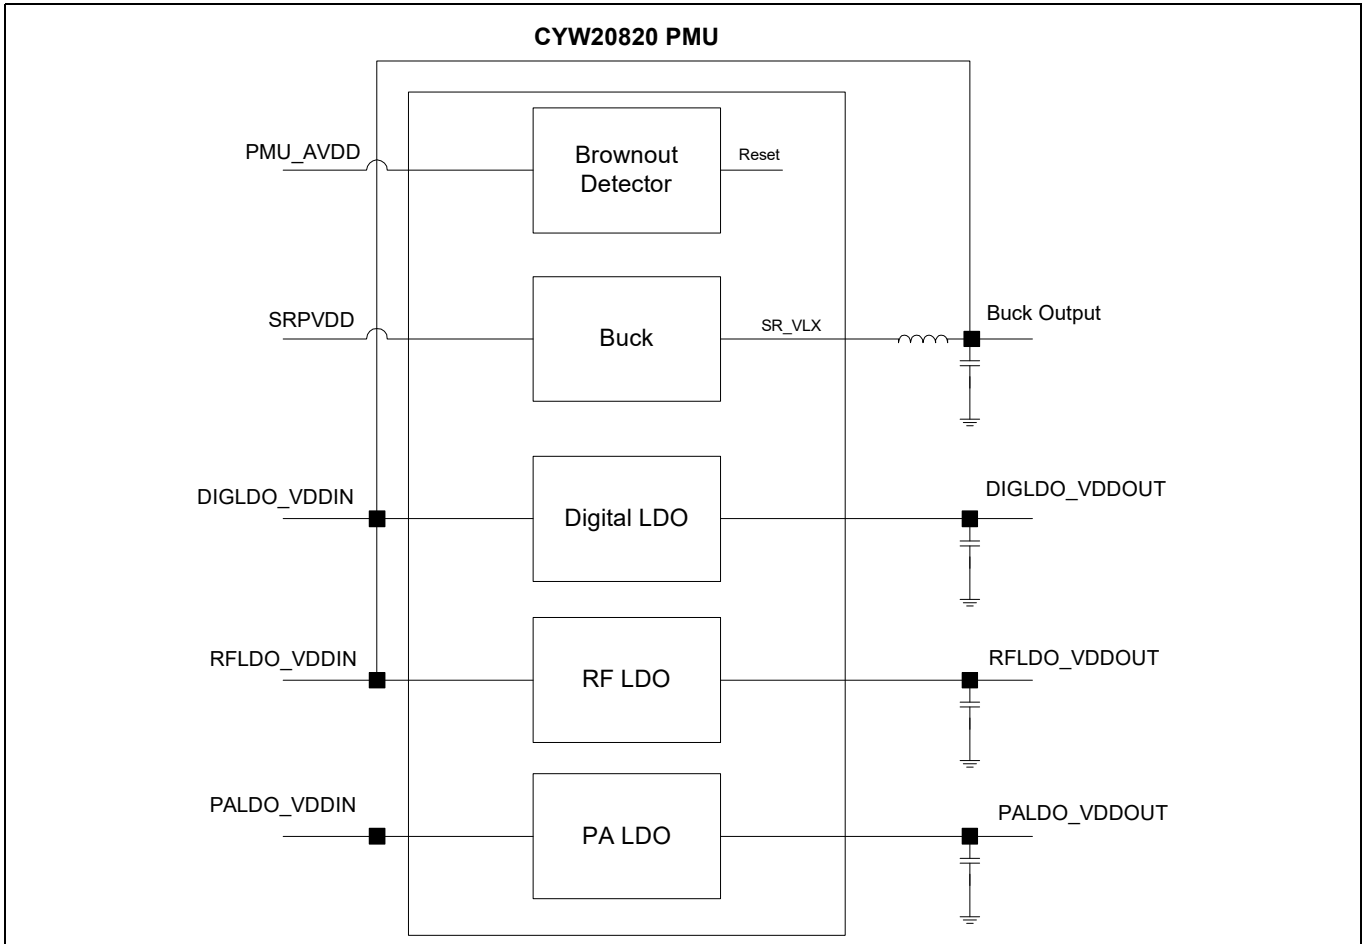 CYW20820 PMU
PMU_AVDD
Brownout
Detector
Reset
SRPVDD
Buck
SR_VLX
Buck Output
DIGLDO_VDDIN
Digital LDO
DIGLDO_VDDOUT
RFLDO_VDDIN
RF LDO
RFLDO_VDDOUT
PALDO_VDDIN
PA LDO
PALDO_VDDOUT